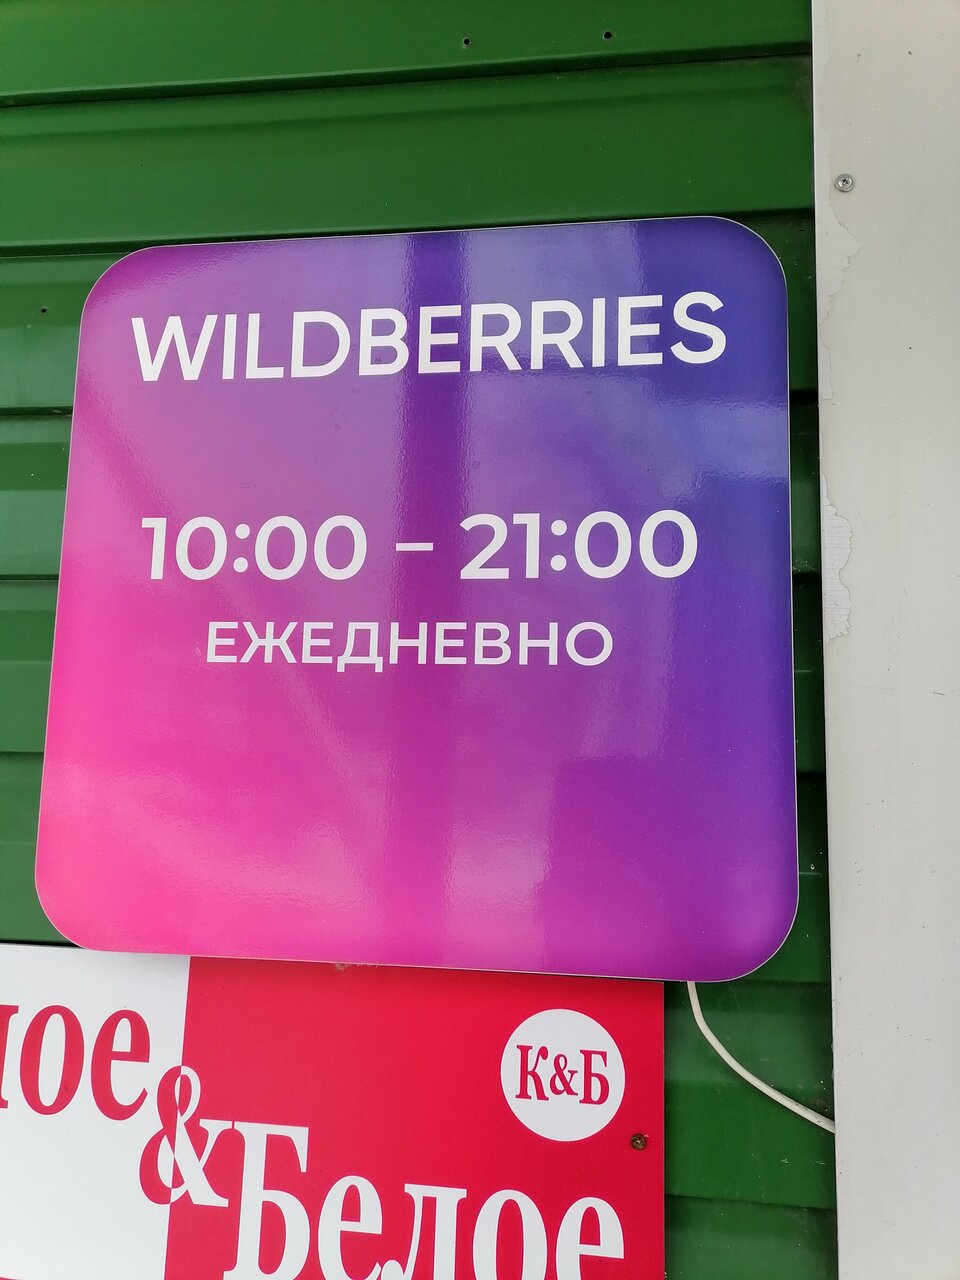 WILDBERRIES
10:00 – 21:00
ЕЖЕДНЕВНО
К&Б
&Белое